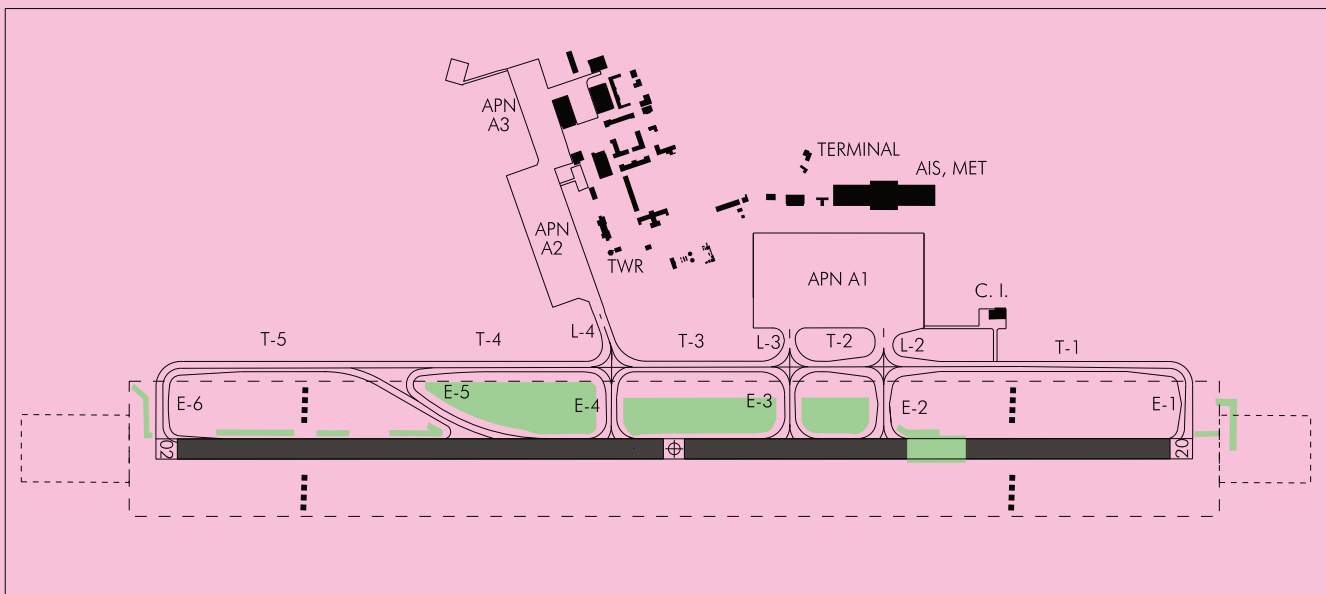 APN
A3
TERMINAL
AIS, MET
APN
A2
TWR
APN A1
C. I.
T-5
T-4
L-4
T-3
L-3
T-2
L-2
T-1
E-6
E-5
E-4
E-3
E-2
E-1
02
20